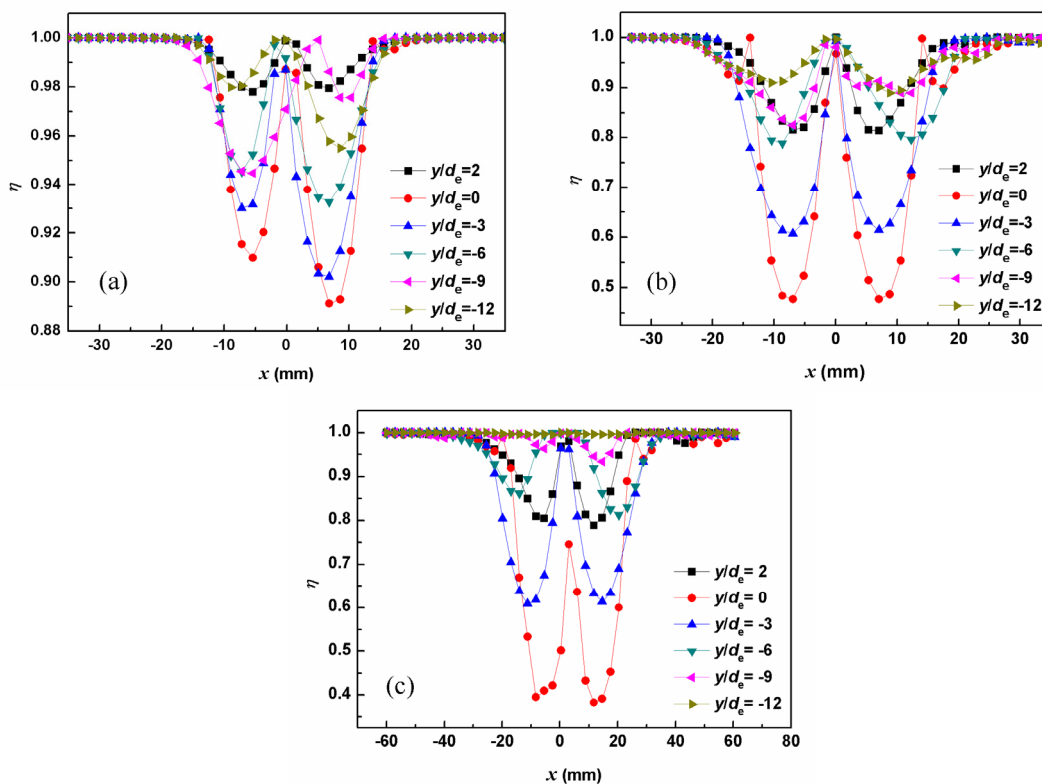 1.00
0.98
0.96
0.94
0.92
0.90
0.88
η
(a)
y/dₑ=2
y/dₑ=0
y/dₑ=-3
y/dₑ=-6
y/dₑ=-9
y/dₑ=-12
-30 -20 -10 0 10 20 30
x (mm)
1.0
0.9
0.8
0.7
0.6
0.5
η
(b)
y/dₑ=2
y/dₑ=0
y/dₑ=-3
y/dₑ=-6
y/dₑ=-9
y/dₑ=-12
-30 -20 -10 0 10 20 30
x (mm)
1.0
0.9
0.8
0.7
0.6
0.5
0.4
η
(c)
y/dₑ= 2
y/dₑ= 0
y/dₑ= -3
y/dₑ= -6
y/dₑ= -9
y/dₑ= -12
-60 -40 -20 0 20 40 60 80
x (mm)